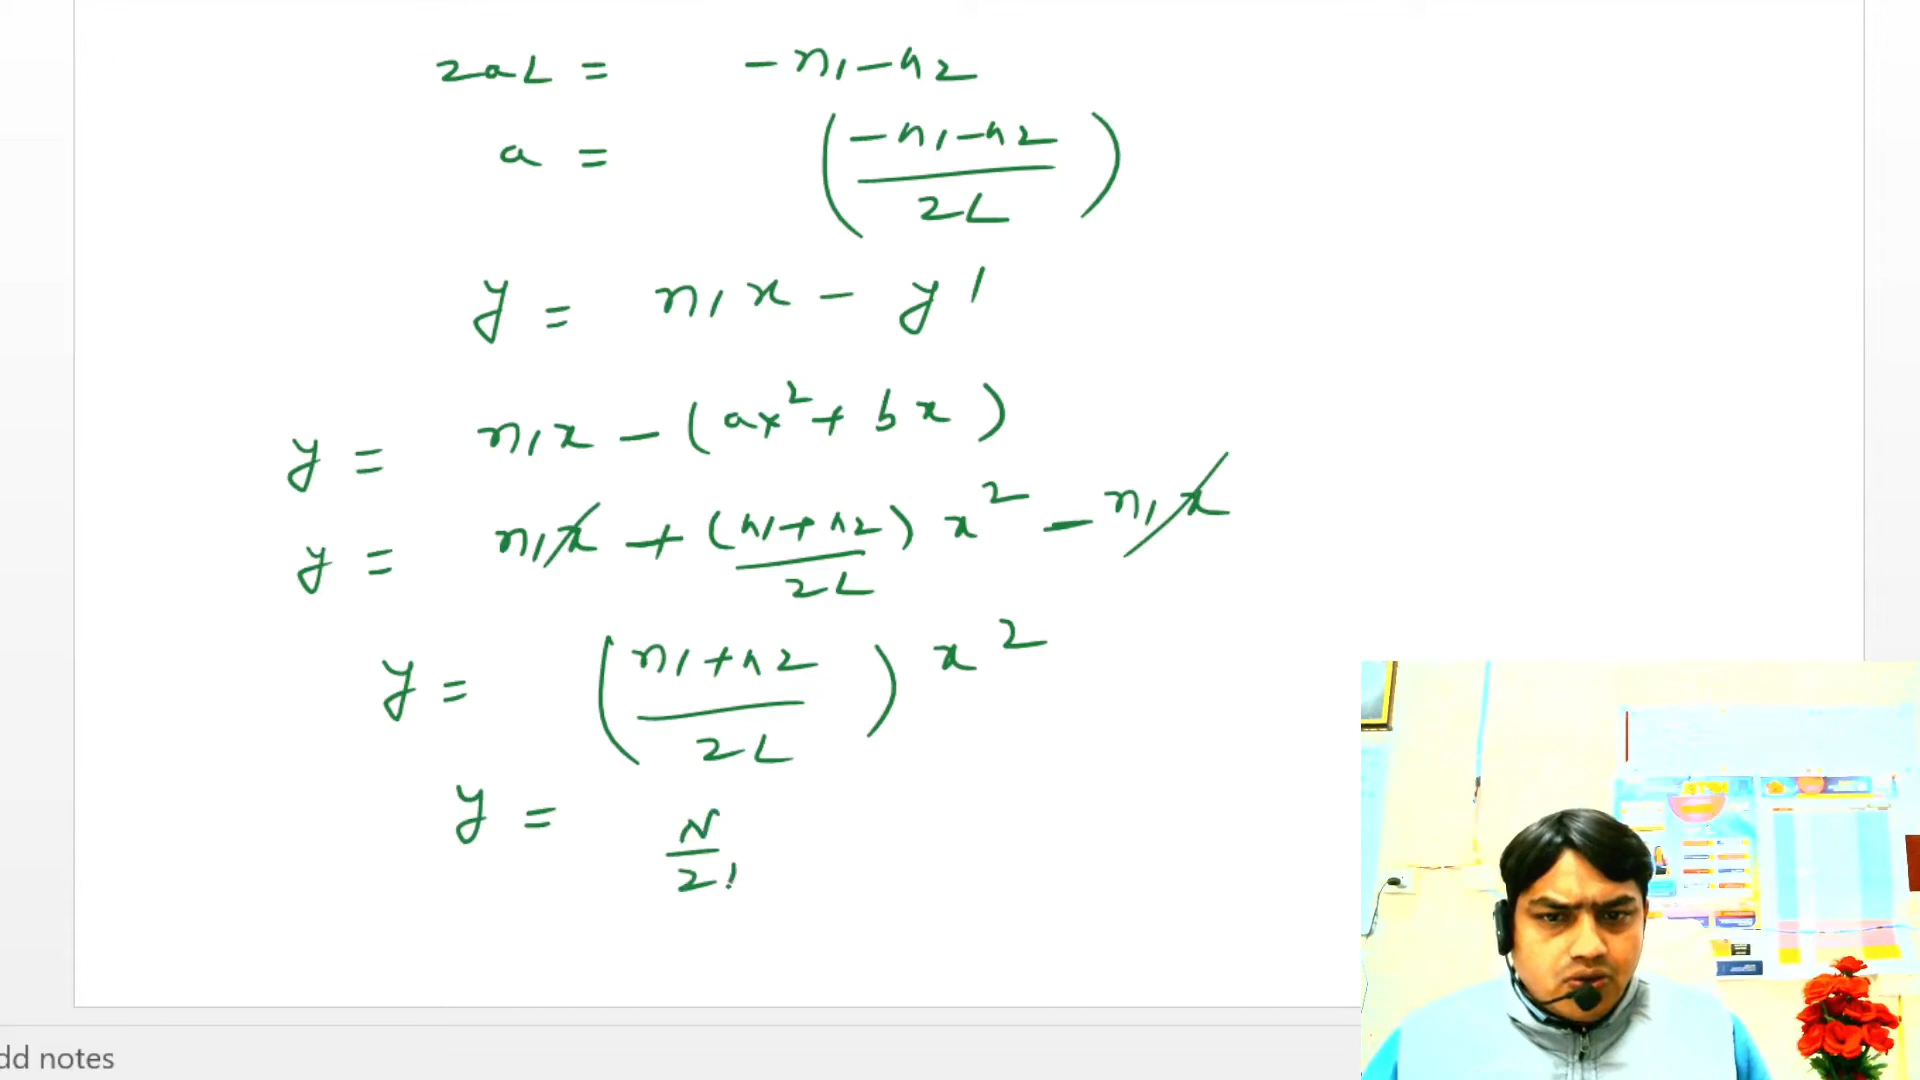 2aL = -n1-n2
a = (-n1-n2 / 2L)
y = n1x - y'
y = n1x - (ax² + bx)
y = n1x + (n1+n2)/2L x² - n1x
y = (n1+n2 / 2L) x²
y = N/2
dd notes